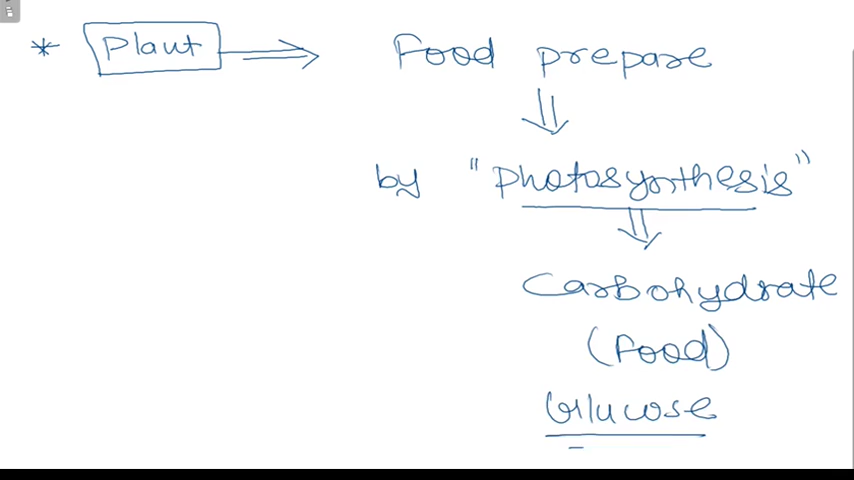 * Plant Food prepare
by "Photosynthesis"
Carbohydrate
(Food)
Glucose